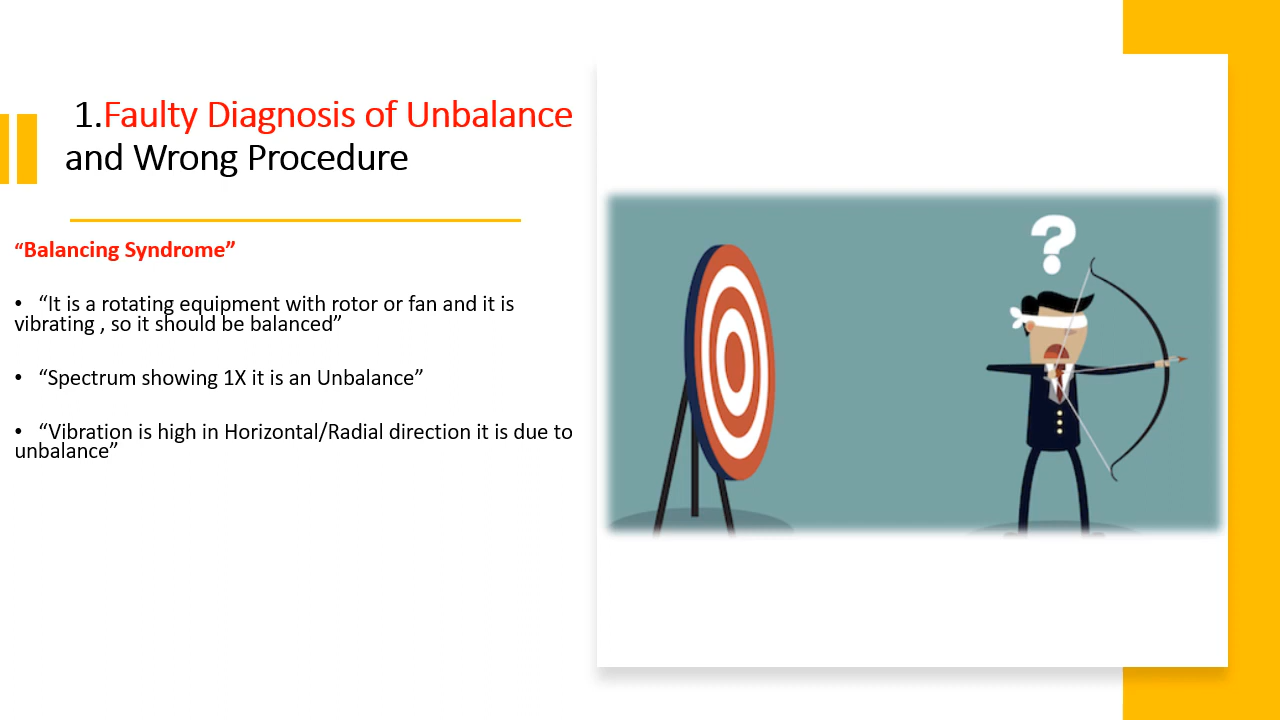 1.Faulty Diagnosis of Unbalance
and Wrong Procedure
“Balancing Syndrome”
• “It is a rotating equipment with rotor or fan and it is
vibrating , so it should be balanced”
• “Spectrum showing 1X it is an Unbalance”
• “Vibration is high in Horizontal/Radial direction it is due to
unbalance”
?